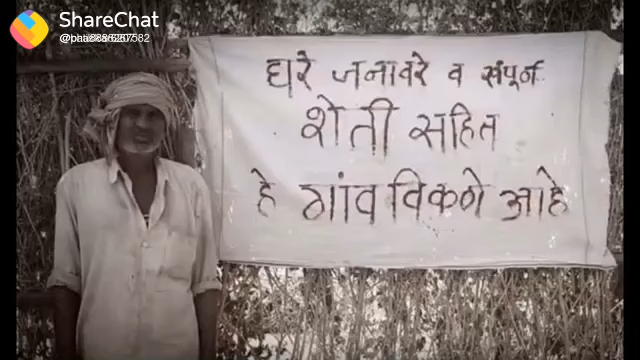 ShareChat
घरे जनावरे व संपूर्न
शेती सहित
हे गांव विकणे आहे